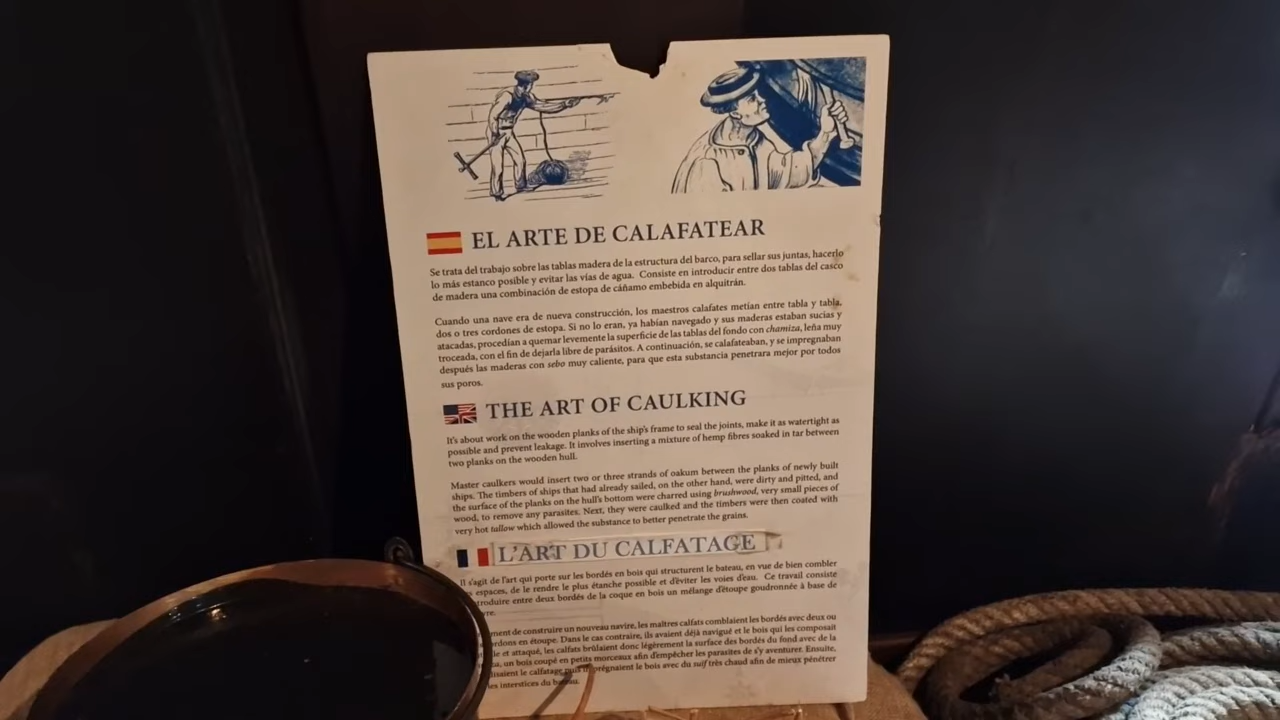 EL ARTE DE CALAFATEAR
Se trata del trabajo sobre las tablas madera de la estructura del barco, para sellar sus juntas, hacerlo
lo más estanco posible y evitar las vías de agua. Consiste en introducir entre dos tablas del casco
de madera una combinación de estopa de cáñamo embebida en alquitrán.
Cuando una nave era de nueva construcción, los maestros calafates metían entre tabla y tabla,
dos o tres cordones de estopa. Si no lo eran, ya habían navegado y sus maderas estaban sucias y
atacadas, procedían a quemar levemente la superficie de las tablas del fondo con chamiza, leña muy
troceada, con el fin de dejarla libre de parásitos. A continuación, se calafateaban, y se impregnaban
después las maderas con sebo muy caliente, para que esta substancia penetrara mejor por todos
sus poros.
THE ART OF CAULKING
It's about work on the wooden planks of the ship's frame to seal the joints, make it as watertight as
possible and prevent leakage. It involves inserting a mixture of hemp fibres soaked in tar between
two planks on the wooden hull.
Master caulkers would insert two or three strands of oakum between the planks of newly built
ships. The timbers of ships that had already sailed, on the other hand, were dirty and pitted, and
the surface of the planks on the hull's bottom were charred using brushwood, very small pieces of
wood, to remove any parasites. Next, they were caulked and the timbers were then coated with
very hot tallow which allowed the substance to better penetrate the grains.
L'ART DU CALFATAGE
Il s'agit de l'art qui porte sur les bordés en bois qui structurent le bateau, en vue de bien combler
espaces, de le rendre le plus étanche possible et d'éviter les voies d'eau. Ce travail consiste
troduire entre deux bordés de la coque en bois un mélange d'étoupe goudronnée à base de
vre.
ment de construire un nouveau navire, les maîtres calfats comblaient les bordés avec deux ou
rdons en étoupe. Dans le cas contraire, ils avaient déjà navigué et le bois qui les composait
le et attaqué, les calfats brûlaient donc légèrement la surface des bordés du fond avec de la
un bois coupé en petits morceaux afin d'empêcher les parasites de s'y aventurer. Ensuite,
lisaient le calfatage puis imprégnaient le bois avec du suif très chaud afin de mieux pénétrer
les interstices du bateau.